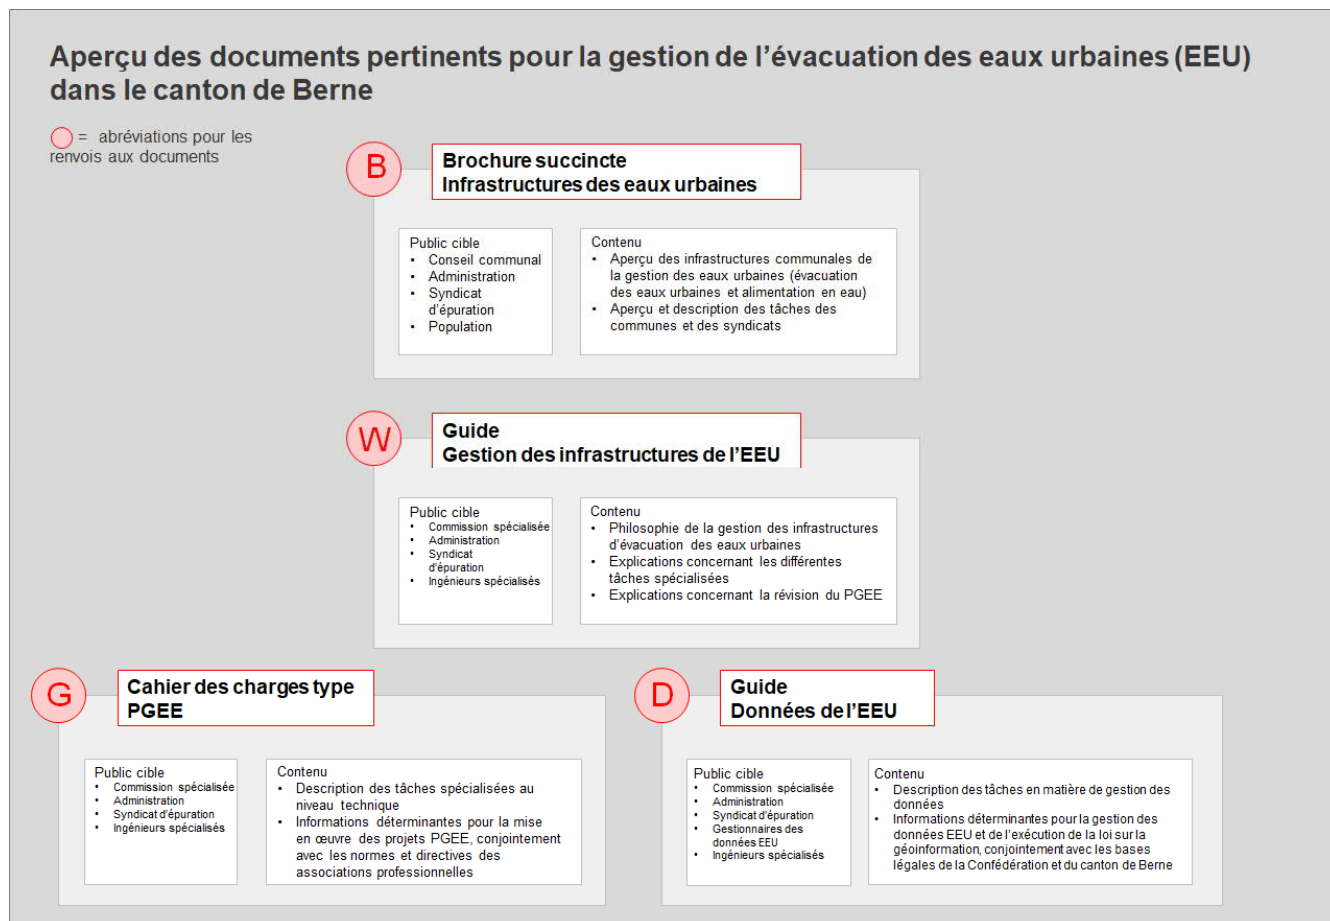 Aperçu des documents pertinents pour la gestion de l’évacuation des eaux urbaines (EEU)
dans le canton de Berne
= abréviations pour les
renvois aux documents
B
Brochure succincte
Infrastructures des eaux urbaines
Public cible
• Conseil communal
• Administration
• Syndicat
d’épuration
• Population
Contenu
• Aperçu des infrastructures communales de
la gestion des eaux urbaines (évacuation
des eaux urbaines et alimentation en eau)
• Aperçu et description des tâches des
communes et des syndicats
W
Guide
Gestion des infrastructures de l’EEU
Public cible
• Commission spécialisée
• Administration
• Syndicat
d’épuration
• Ingénieurs spécialisés
Contenu
• Philosophie de la gestion des infrastructures
d’évacuation des eaux urbaines
• Explications concernant les différentes
tâches spécialisées
• Explications concernant la révision du PGEE
G
Cahier des charges type
PGEE
Public cible
• Commission spécialisée
• Administration
• Syndicat d’épuration
• Ingénieurs spécialisés
Contenu
• Description des tâches spécialisées au
niveau technique
• Informations déterminantes pour la mise
en œuvre des projets PGEE, conjointement
avec les normes et directives des
associations professionnelles
D
Guide
Données de l’EEU
Public cible
• Commission spécialisée
• Administration
• Syndicat d’épuration
• Gestionnaires des
données EEU
• Ingénieurs spécialisés
Contenu
• Description des tâches en matière de gestion des
données
• Informations déterminantes pour la gestion des
données EEU et de l’exécution de la loi sur la
géoinformation, conjointement avec les bases
légales de la Confédération et du canton de Berne